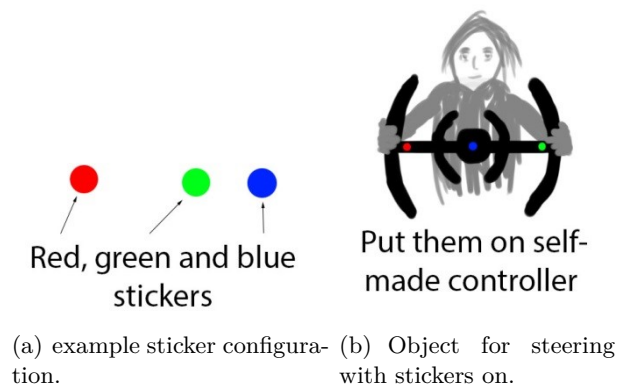 Red, green and blue
stickers
Put them on self-
made controller
(a) example sticker configura-
tion.
(b) Object for steering
with stickers on.